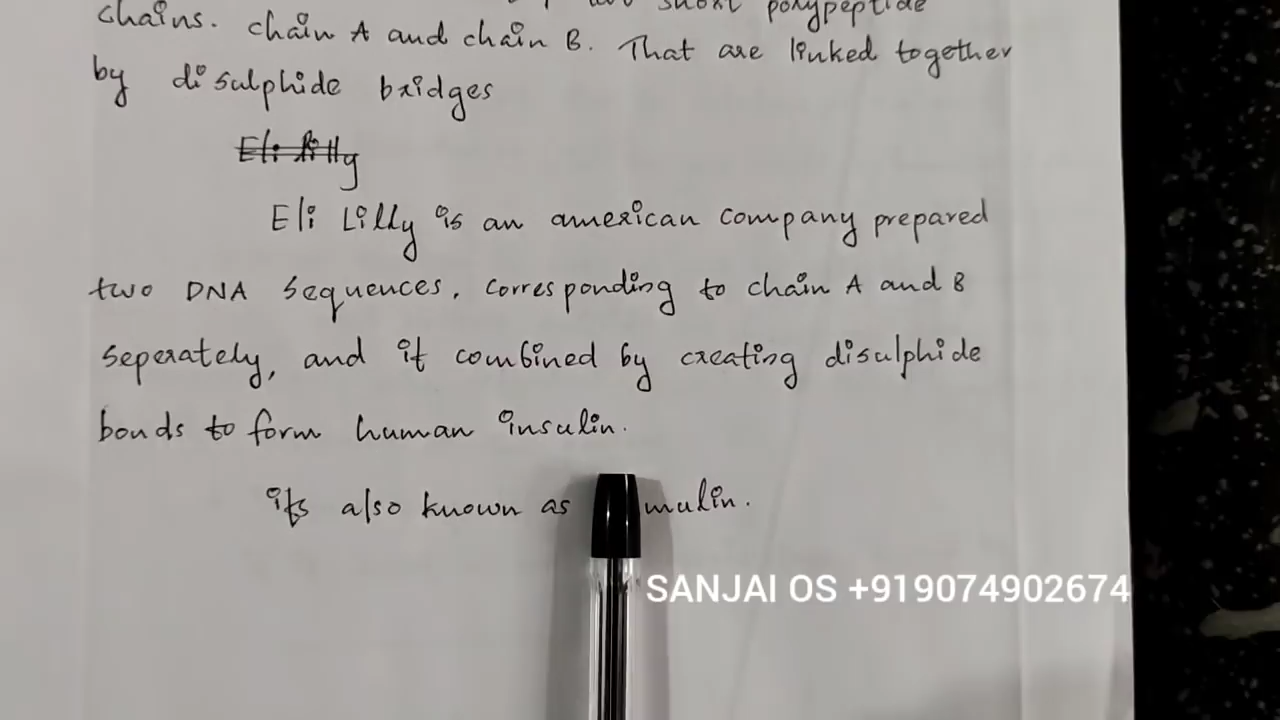 chains. chain A and chain B. That are linked together
by disulphide bridges
Eli Lilly
Eli Lilly is an american company prepared
two DNA sequences, corresponding to chain A and B
seperately, and it combined by creating disulphide
bonds to form human insulin.
its also known as mulin.
SANJAI OS +919074902674